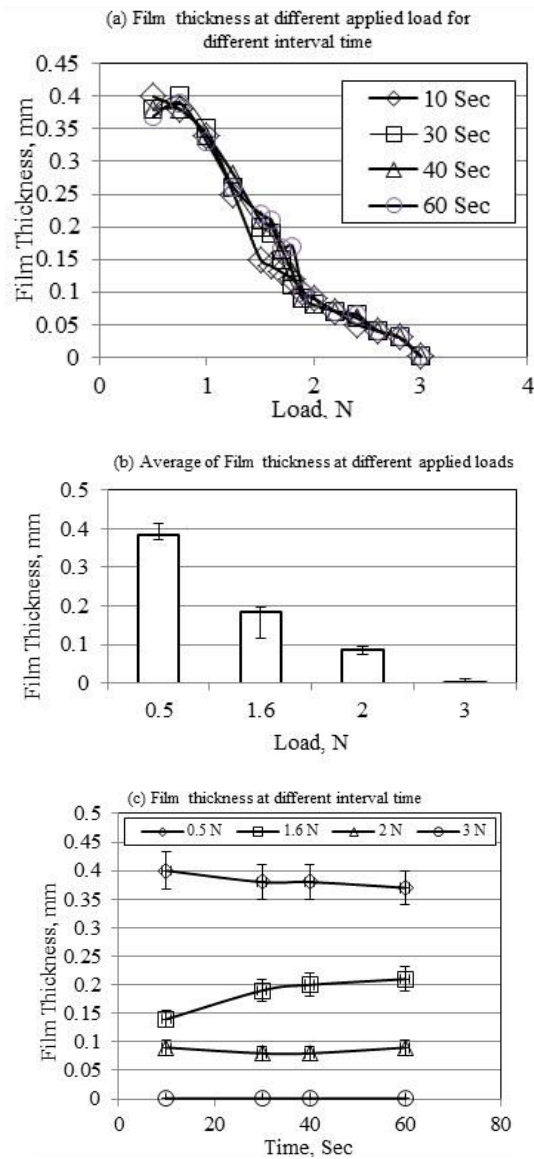 (a) Film thickness at different applied load for
different interval time
Film Thickness, mm
0.45
0.4
0.35
0.3
0.25
0.2
0.15
0.1
0.05
0
10 Sec
30 Sec
40 Sec
60 Sec
0 1 2 3 4
Load, N
(b) Average of Film thickness at different applied loads
Film Thickness, mm
0.5
0.4
0.3
0.2
0.1
0
0.5 1.6 2 3
Load, N
(c) Film thickness at different interval time
Film Thickness, mm
0.5 N 1.6 N 2 N 3 N
0.5
0.45
0.4
0.35
0.3
0.25
0.2
0.15
0.1
0.05
0
0 20 40 60 80
Time, Sec